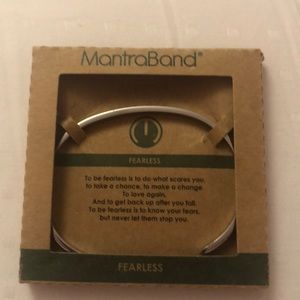 MantraBand®
FEARLESS
To be fearless is to do what scares you,
to take a chance, to make a change.
To love again,
And to get back up after you fall.
To be fearless is to know your fears,
but never let them stop you.
FEARLESS